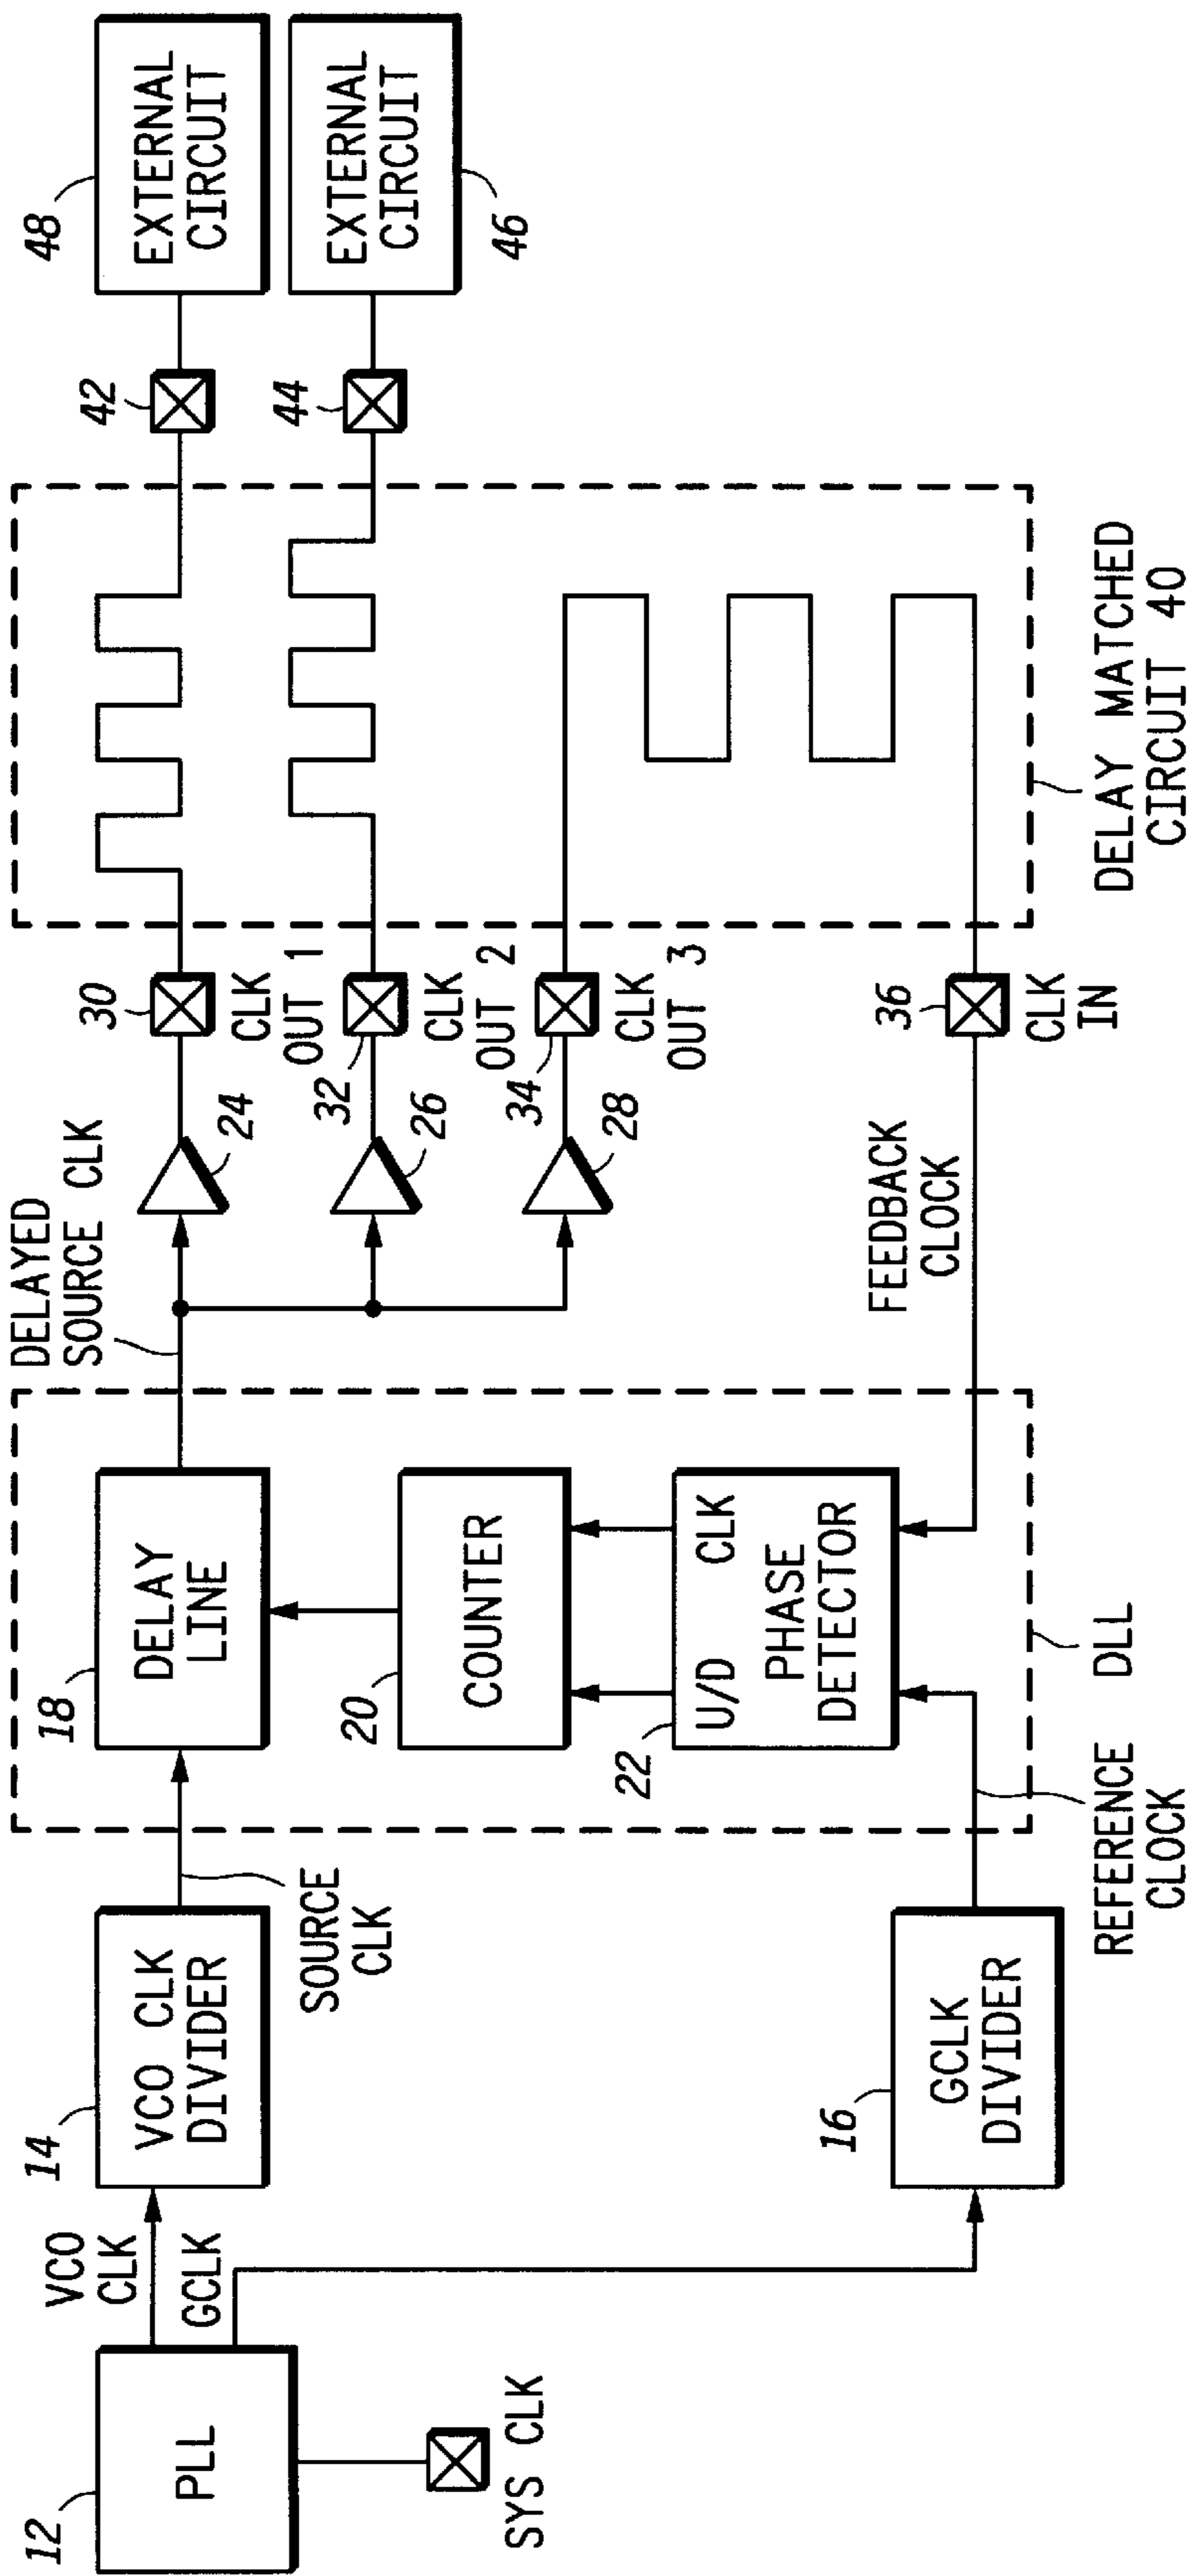 12
PLL
SYS CLK
VCO
CLK
GCLK
14
VCO CLK
DIVIDER
SOURCE
CLK
16
GCLK
DIVIDER
REFERENCE
CLOCK
18
DELAY
LINE
20
COUNTER
22
U/D CLK
PHASE
DETECTOR
DLL
DELAYED
SOURCE CLK
FEEDBACK
CLOCK
24
26
28
30
CLK
OUT 1
32
CLK
OUT 2
34
CLK
OUT 3
36
CLK
IN
DELAY MATCHED
CIRCUIT 40
42
44
48
EXTERNAL
CIRCUIT
EXTERNAL
CIRCUIT
46